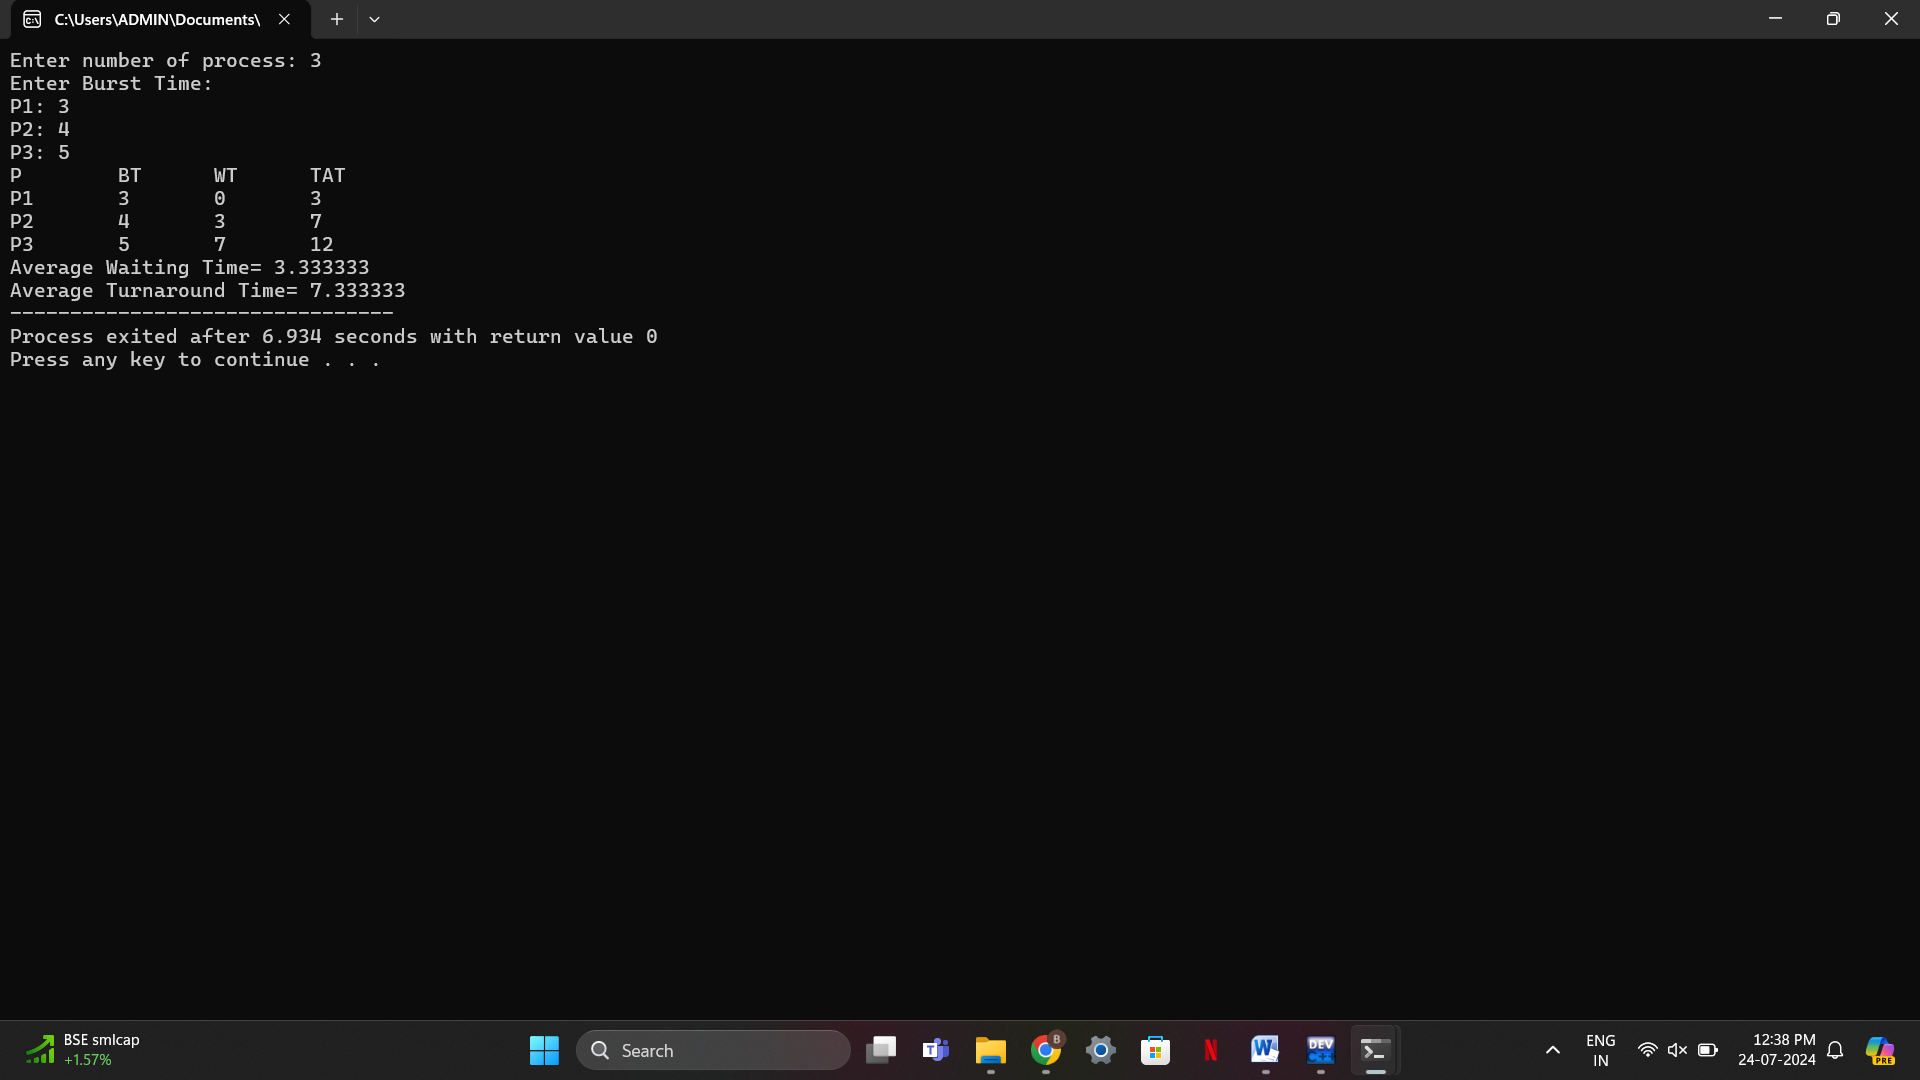 C:\Users\ADMIN\Documents\
Enter number of process: 3
Enter Burst Time:
P1: 3
P2: 4
P3: 5
P BT WT TAT
P1 3 0 3
P2 4 3 7
P3 5 7 12
Average Waiting Time= 3.333333
Average Turnaround Time= 7.333333
--------------------------------
Process exited after 6.934 seconds with return value 0
Press any key to continue . . .
BSE smlcap
+1.57%
Search
B
T
N
W
DEV
ENG
IN
12:38 PM
24-07-2024
PRE